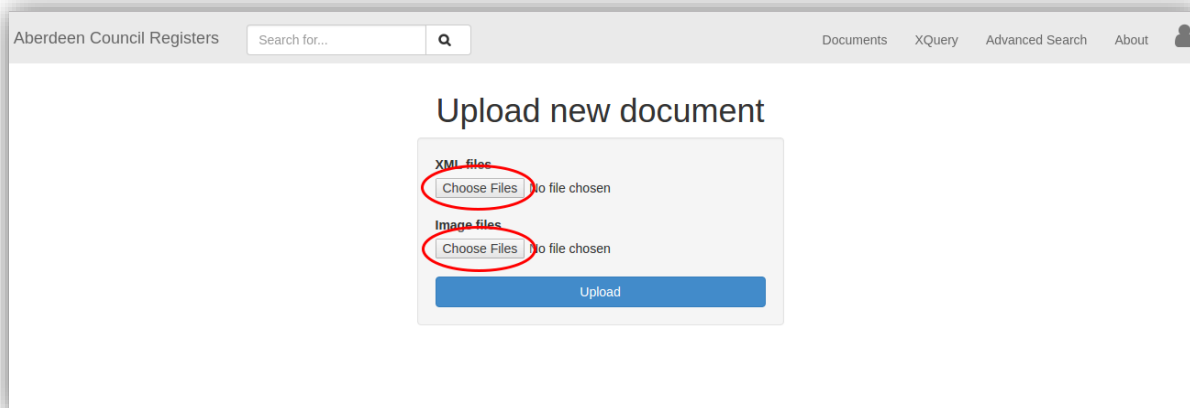 Aberdeen Council Registers Search for... Documents XQuery Advanced Search About
Upload new document
XML files
Choose Files No file chosen
Image files
Choose Files No file chosen
Upload